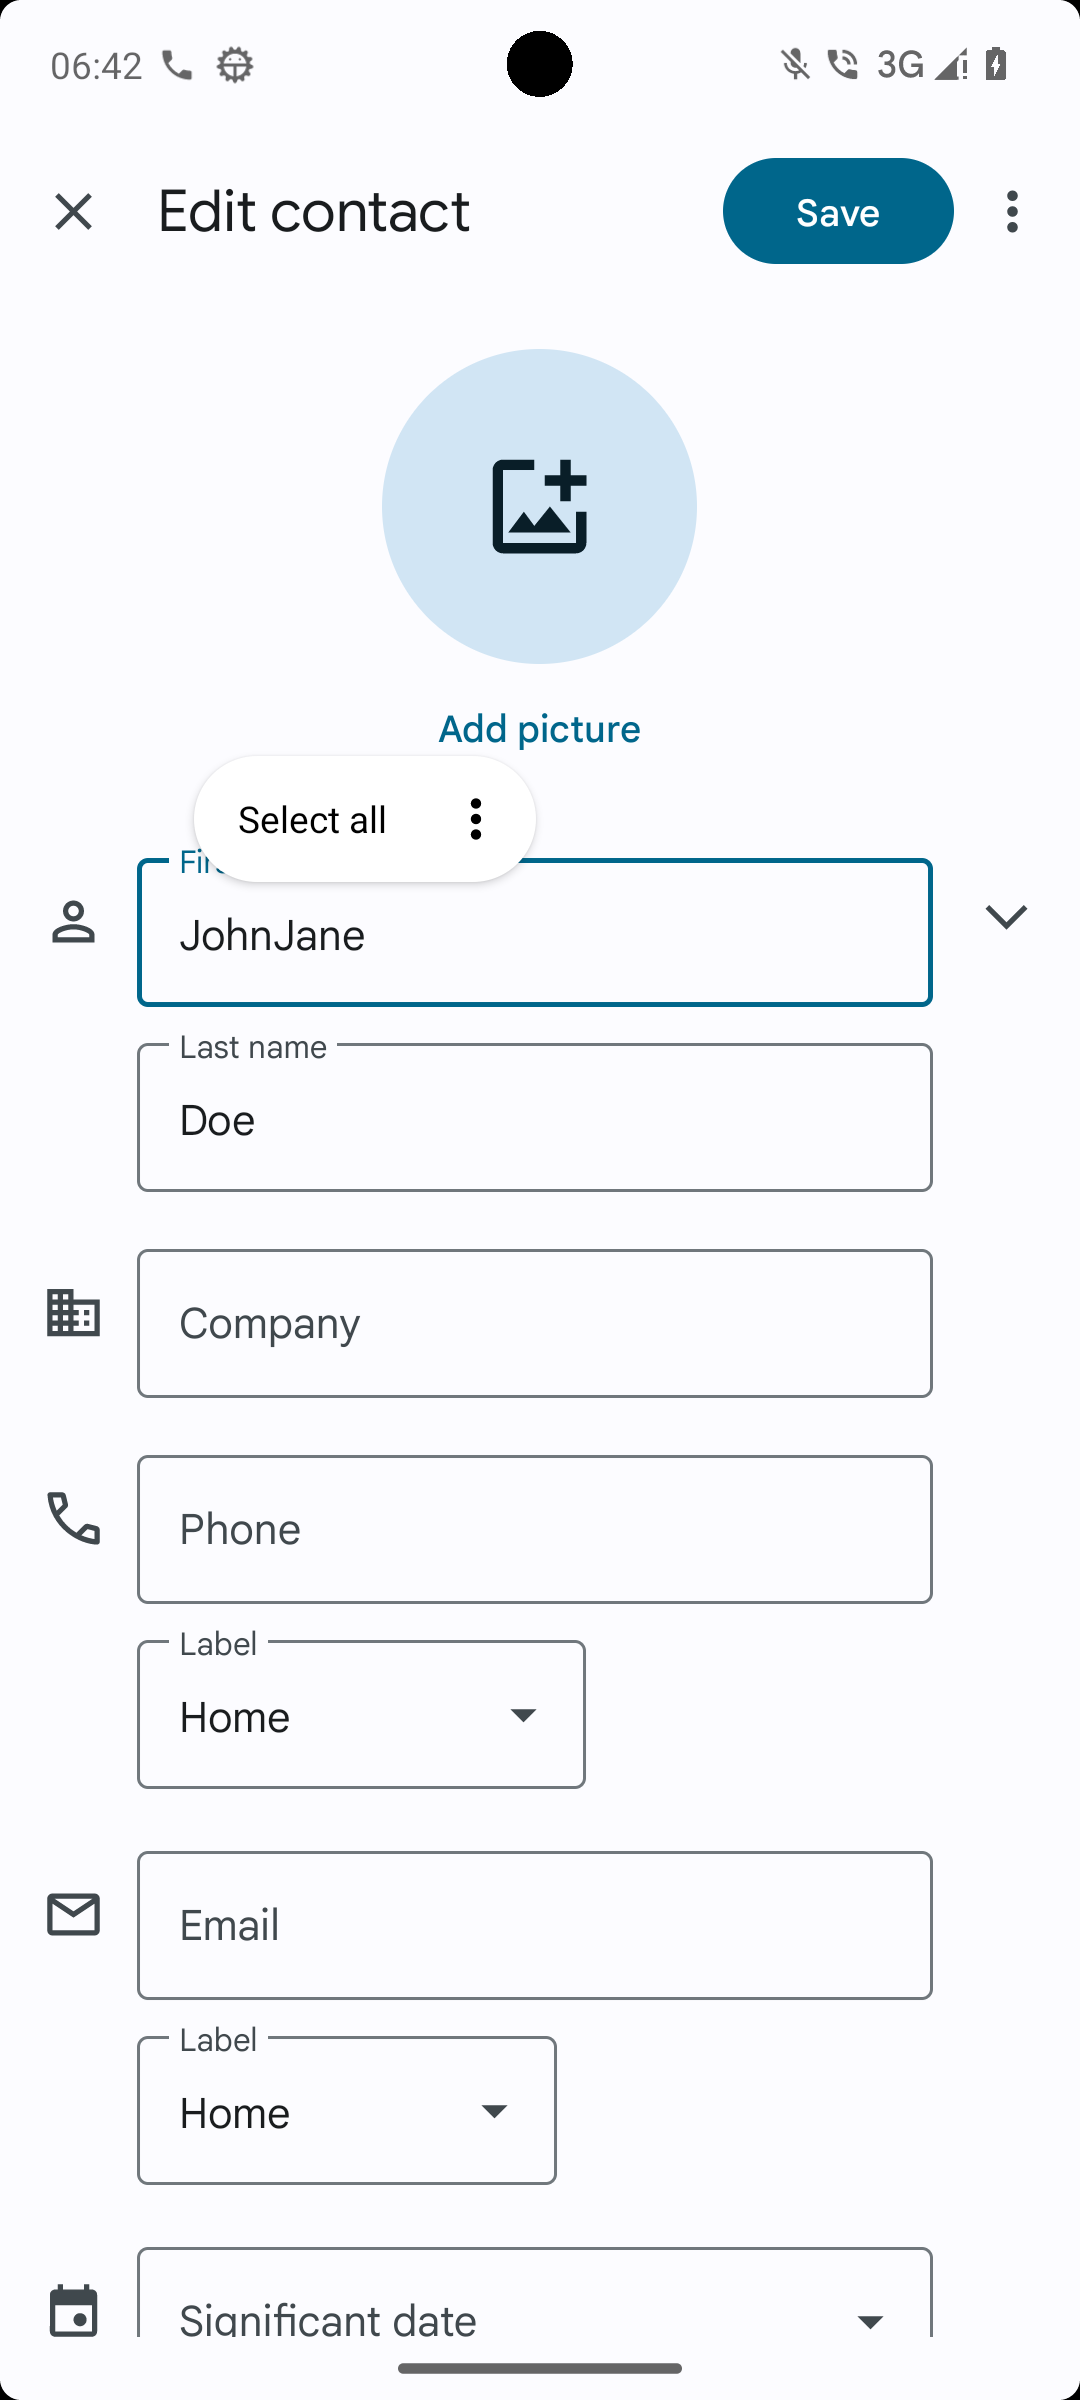 06:42
3G
Edit contact
Save
Add picture
Select all
JohnJane
Last name
Doe
Company
Phone
Label
Home
Email
Label
Home
Significant date